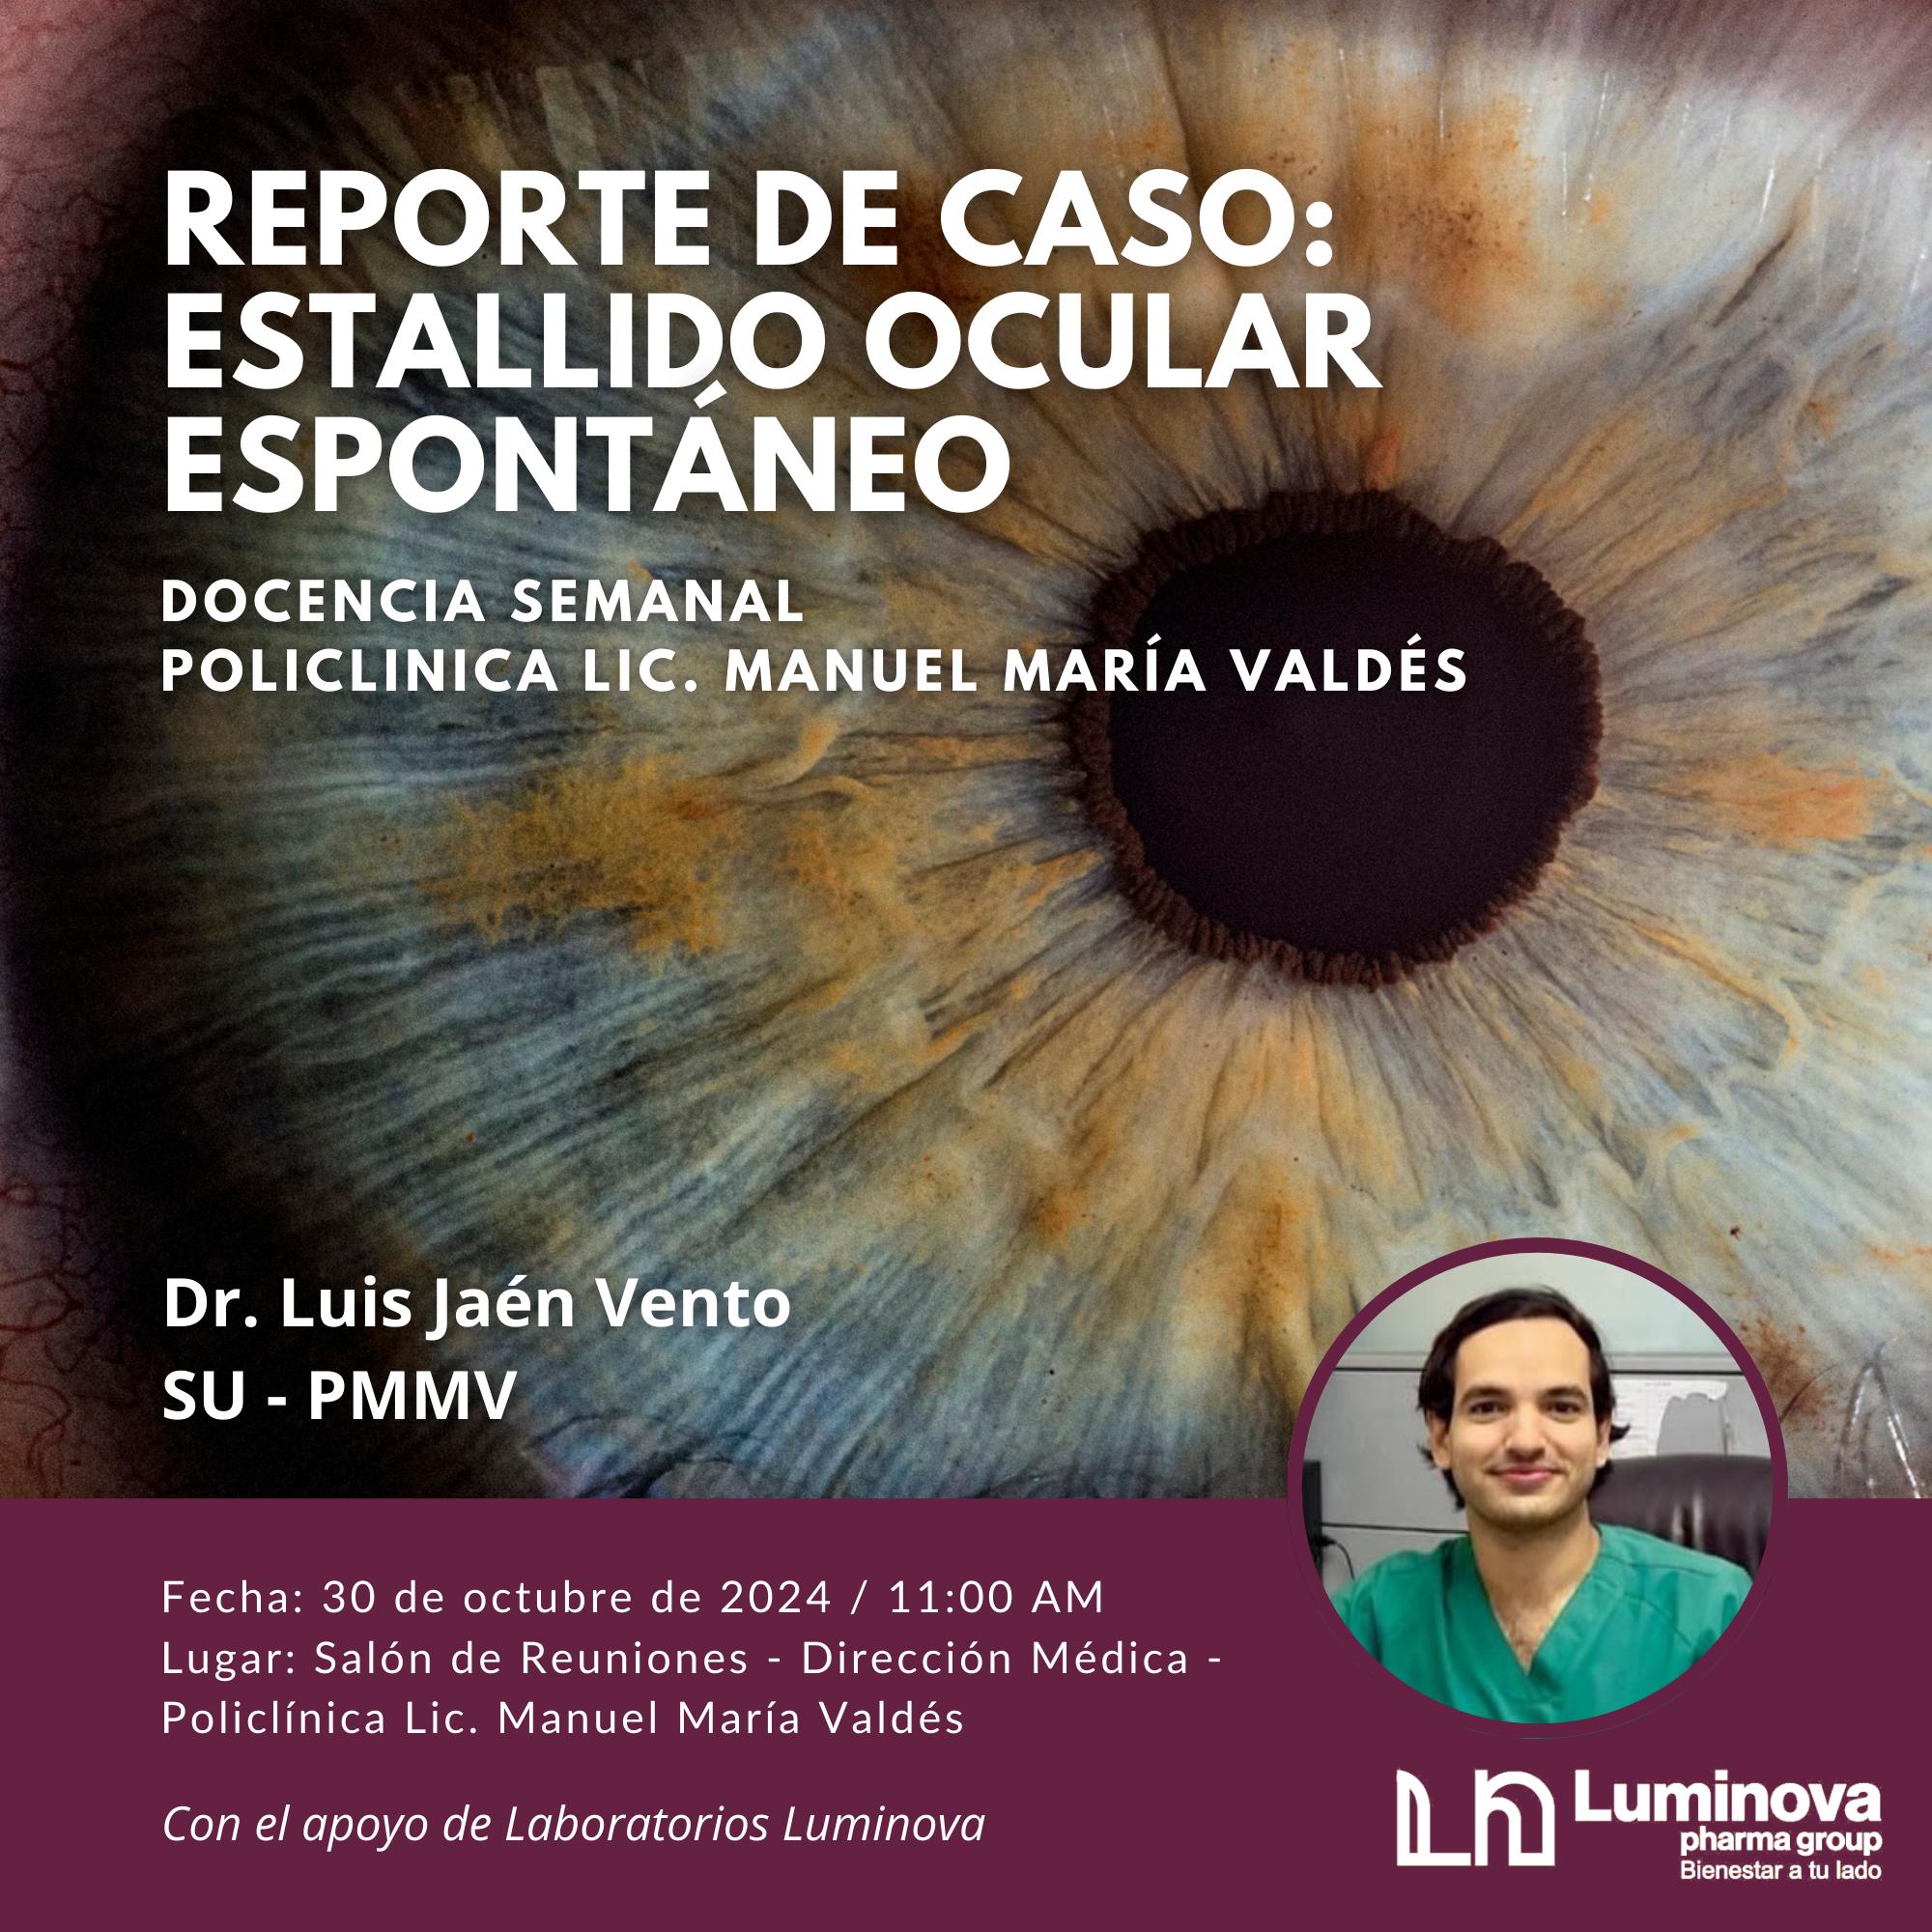 REPORTE DE CASO:
ESTALLIDO OCULAR
ESPONTÁNEO
DOCENCIA SEMANAL
POLICLINICA LIC. MANUEL MARÍA VALDÉS
Dr. Luis Jaén Vento
SU - PMMV
Fecha: 30 de octubre de 2024 / 11:00 AM
Lugar: Salón de Reuniones - Dirección Médica -
Policlínica Lic. Manuel María Valdés
Con el apoyo de Laboratorios Luminova
Luminova
pharma group
Bienestar a tu lado